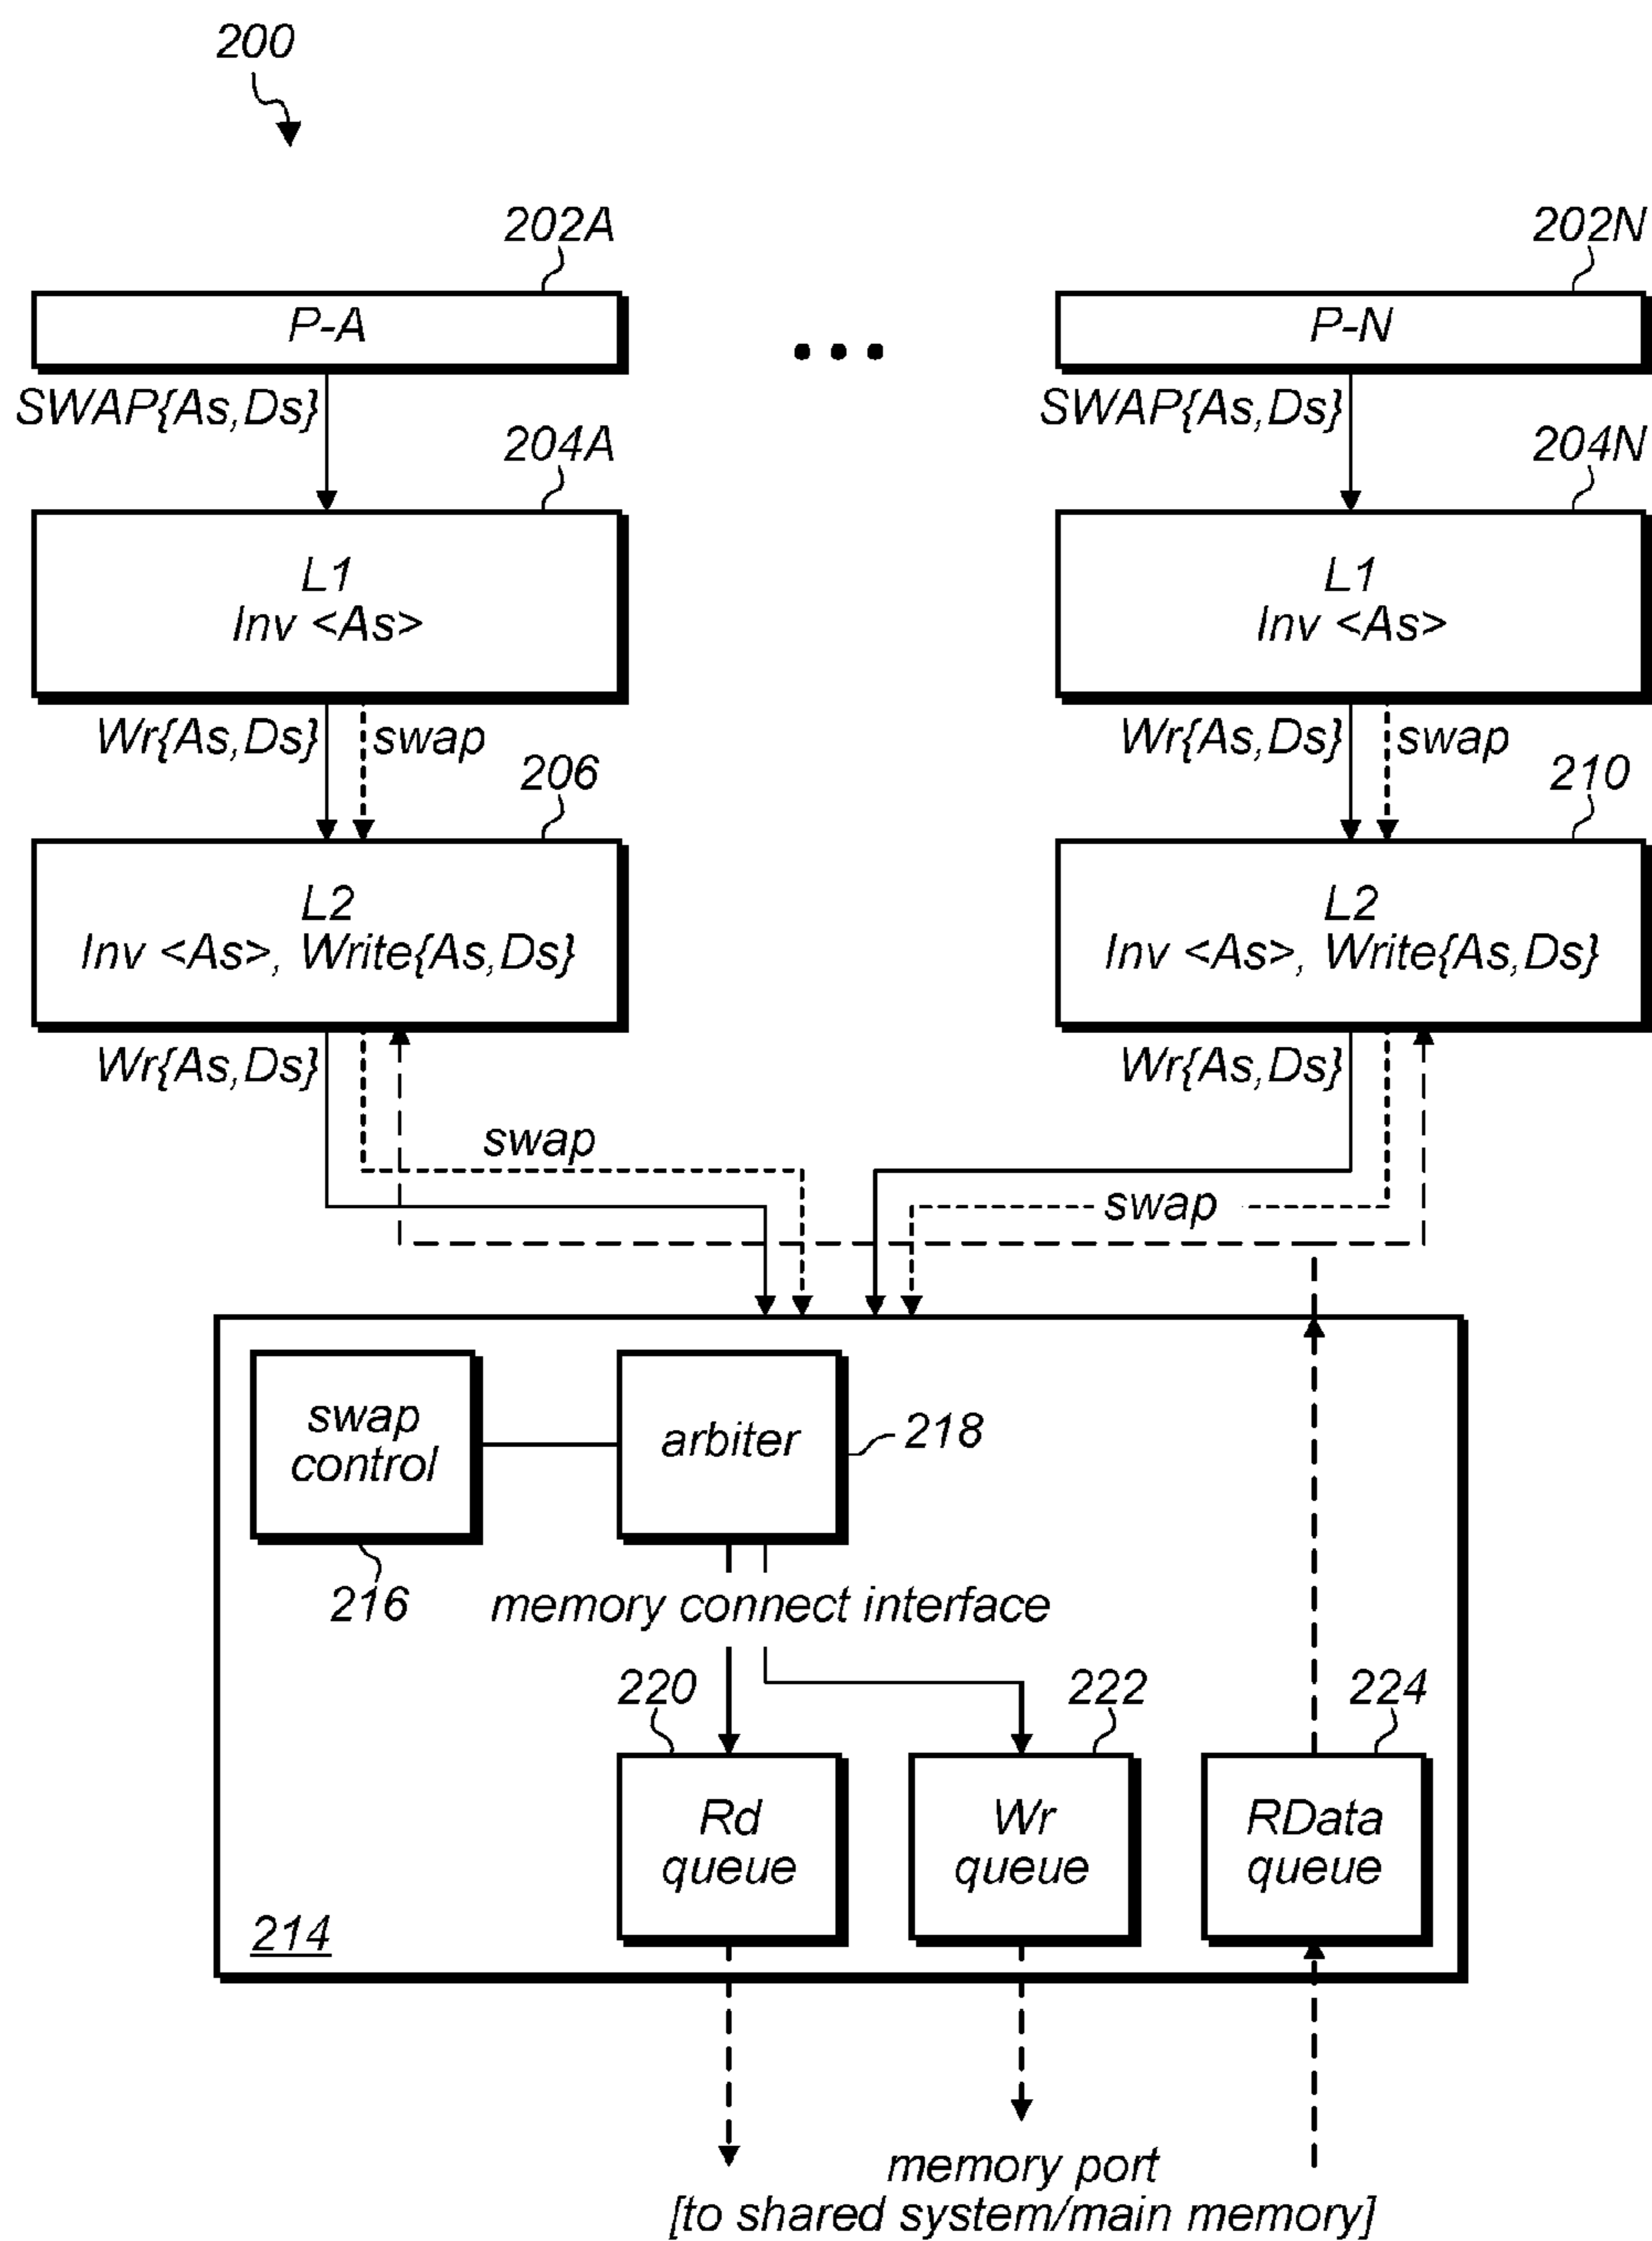 200
202A
202N
P-A
P-N
SWAP{As,Ds}
SWAP{As,Ds}
204A
204N
L1
Inv <As>
L1
Inv <As>
Wr{As,Ds}
swap
Wr{As,Ds}
swap
206
210
L2
Inv <As>, Write{As,Ds}
L2
Inv <As>, Write{As,Ds}
Wr{As,Ds}
Wr{As,Ds}
swap
swap
swap
control
arbiter
218
216
memory connect interface
220
222
224
Rd
queue
Wr
queue
RData
queue
214
memory port
[to shared system/main memory]